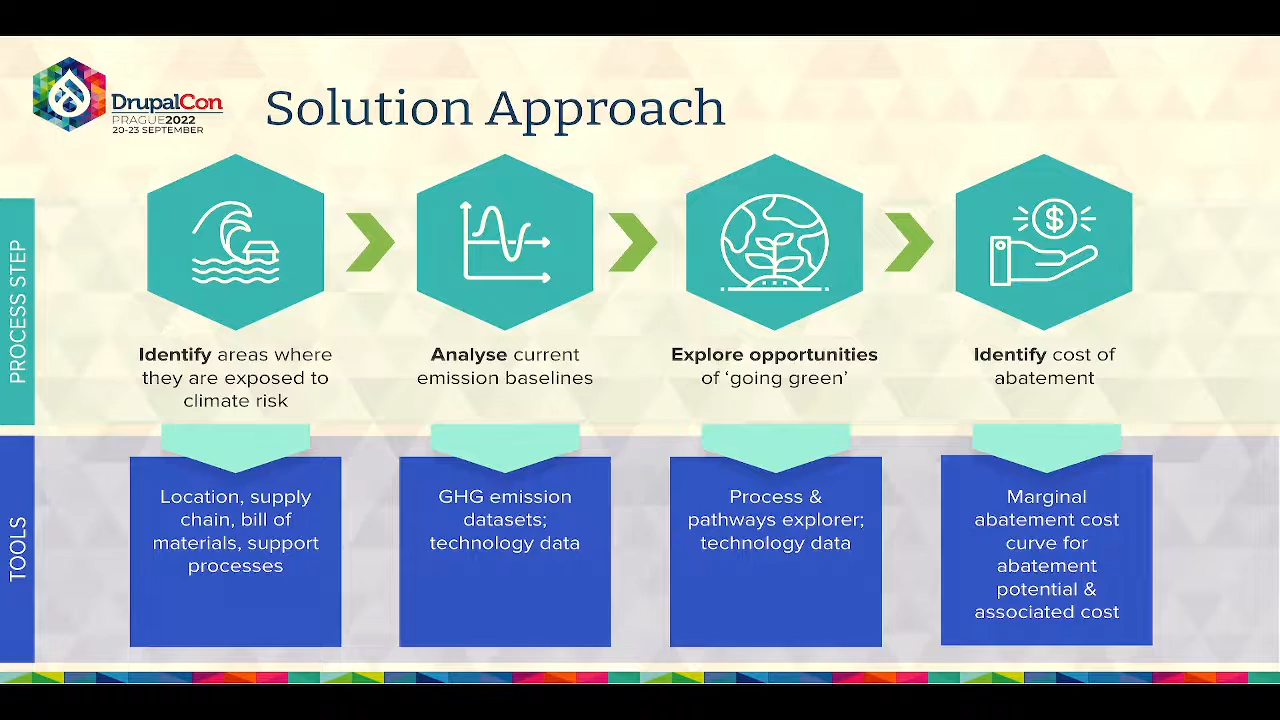 DrupalCon
PRAGUE2022
20-23 SEPTEMBER
Solution Approach
PROCESS STEP
Identify areas where
they are exposed to
climate risk
Analyse current
emission baselines
Explore opportunities
of ‘going green’
$
Identify cost of
abatement
TOOLS
Location, supply
chain, bill of
materials, support
processes
GHG emission
datasets;
technology data
Process &
pathways explorer;
technology data
Marginal
abatement cost
curve for
abatement
potential &
associated cost